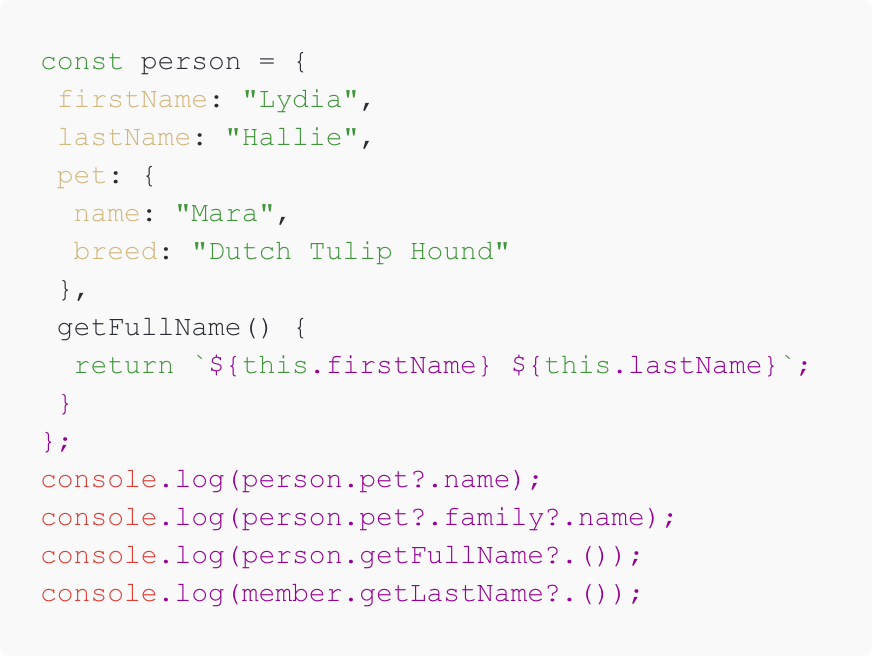 const person = {
 firstName: "Lydia",
 lastName: "Hallie",
 pet: {
  name: "Mara",
  breed: "Dutch Tulip Hound"
 },
 getFullName() {
  return `${this.firstName} ${this.lastName}`;
 }
};
console.log(person.pet?.name);
console.log(person.pet?.family?.name);
console.log(person.getFullName?.());
console.log(member.getLastName?.());